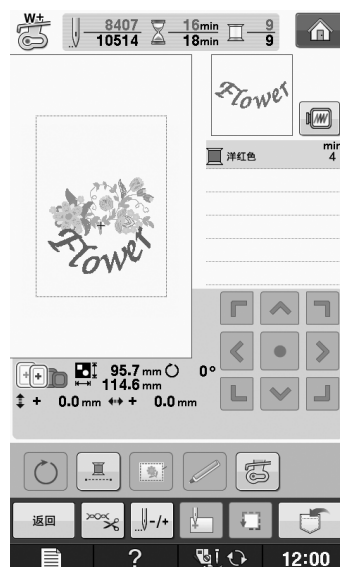 W+
8407 16min 9
10514 18min 9
Flower
min
洋红色 4
Flower
95.7 mm 0°
114.6 mm
+ 0.0 mm + 0.0 mm
返回 -/+
? 12:00